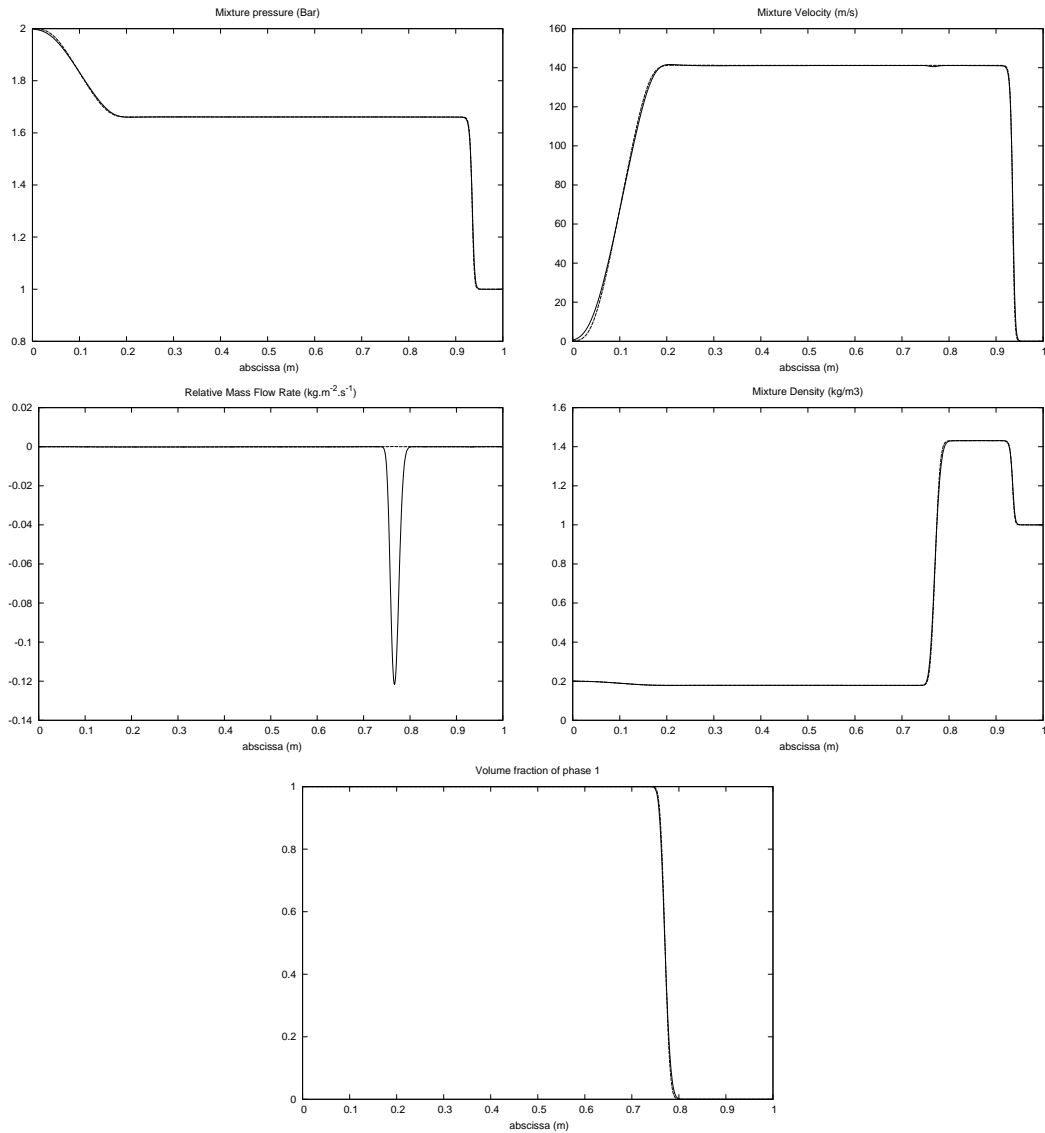 Mixture pressure (Bar)
2
1.8
1.6
1.4
1.2
1
0.8
0 0.1 0.2 0.3 0.4 0.5 0.6 0.7 0.8 0.9 1
abscissa (m)
Mixture Velocity (m/s)
160
140
120
100
80
60
40
20
0
0 0.1 0.2 0.3 0.4 0.5 0.6 0.7 0.8 0.9 1
abscissa (m)
Relative Mass Flow Rate (kg.m-2.s-1)
0.02
0
-0.02
-0.04
-0.06
-0.08
-0.1
-0.12
-0.14
0 0.1 0.2 0.3 0.4 0.5 0.6 0.7 0.8 0.9 1
abscissa (m)
Mixture Density (kg/m3)
1.6
1.4
1.2
1
0.8
0.6
0.4
0.2
0
0 0.1 0.2 0.3 0.4 0.5 0.6 0.7 0.8 0.9 1
abscissa (m)
Volume fraction of phase 1
1
0.8
0.6
0.4
0.2
0
0 0.1 0.2 0.3 0.4 0.5 0.6 0.7 0.8 0.9 1
abscissa (m)